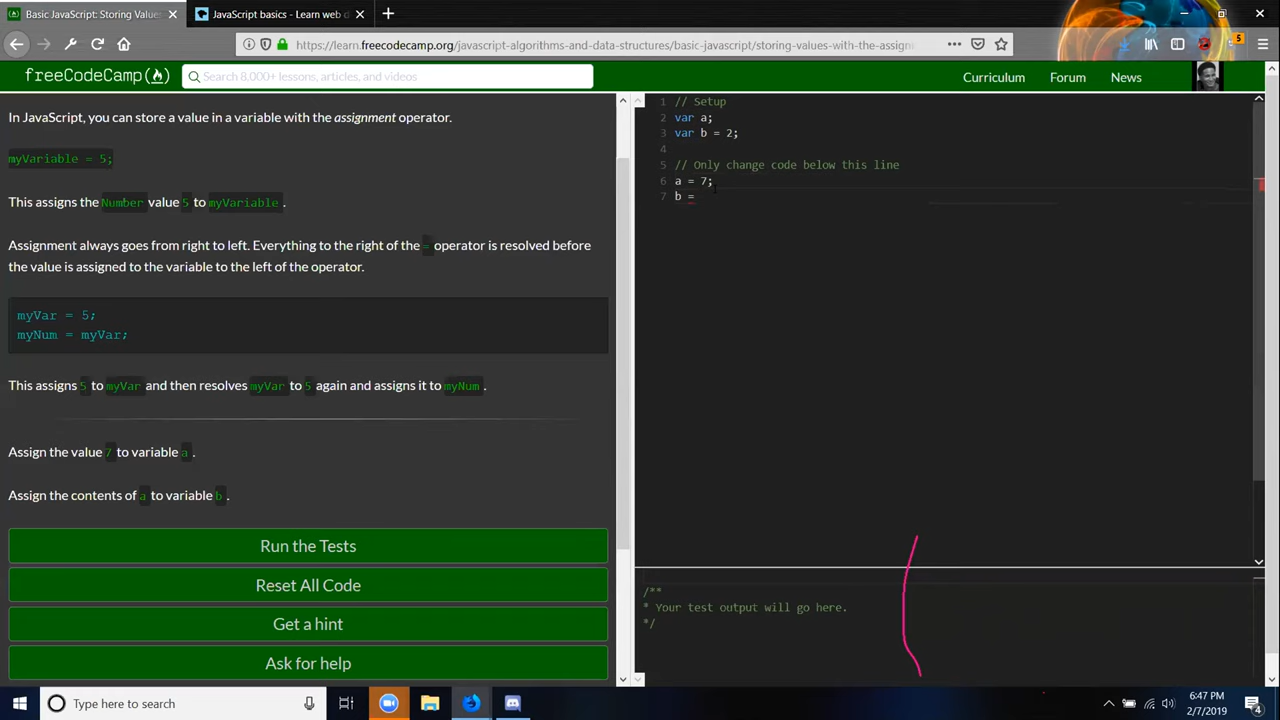 Basic JavaScript: Storing Values
JavaScript basics - Learn web d
https://learn.freecodecamp.org/javascript-algorithms-and-data-structures/basic-javascript/storing-values-with-the-assign
5
freeCodeCamp
Search 8,000+ lessons, articles, and videos
Curriculum Forum News
In JavaScript, you can store a value in a variable with the assignment operator.
myVariable = 5;
This assigns the Number value 5 to myVariable .
Assignment always goes from right to left. Everything to the right of the = operator is resolved before
the value is assigned to the variable to the left of the operator.
myVar = 5;
myNum = myVar;
This assigns 5 to myVar and then resolves myVar to 5 again and assigns it to myNum .
Assign the value 7 to variable a .
Assign the contents of a to variable b .
Run the Tests
Reset All Code
Get a hint
Ask for help
1 // Setup
2 var a;
3 var b = 2;
4
5 // Only change code below this line
6 a = 7;
7 b =
/**
* Your test output will go here.
*/
Type here to search
6:47 PM
2/7/2019
4